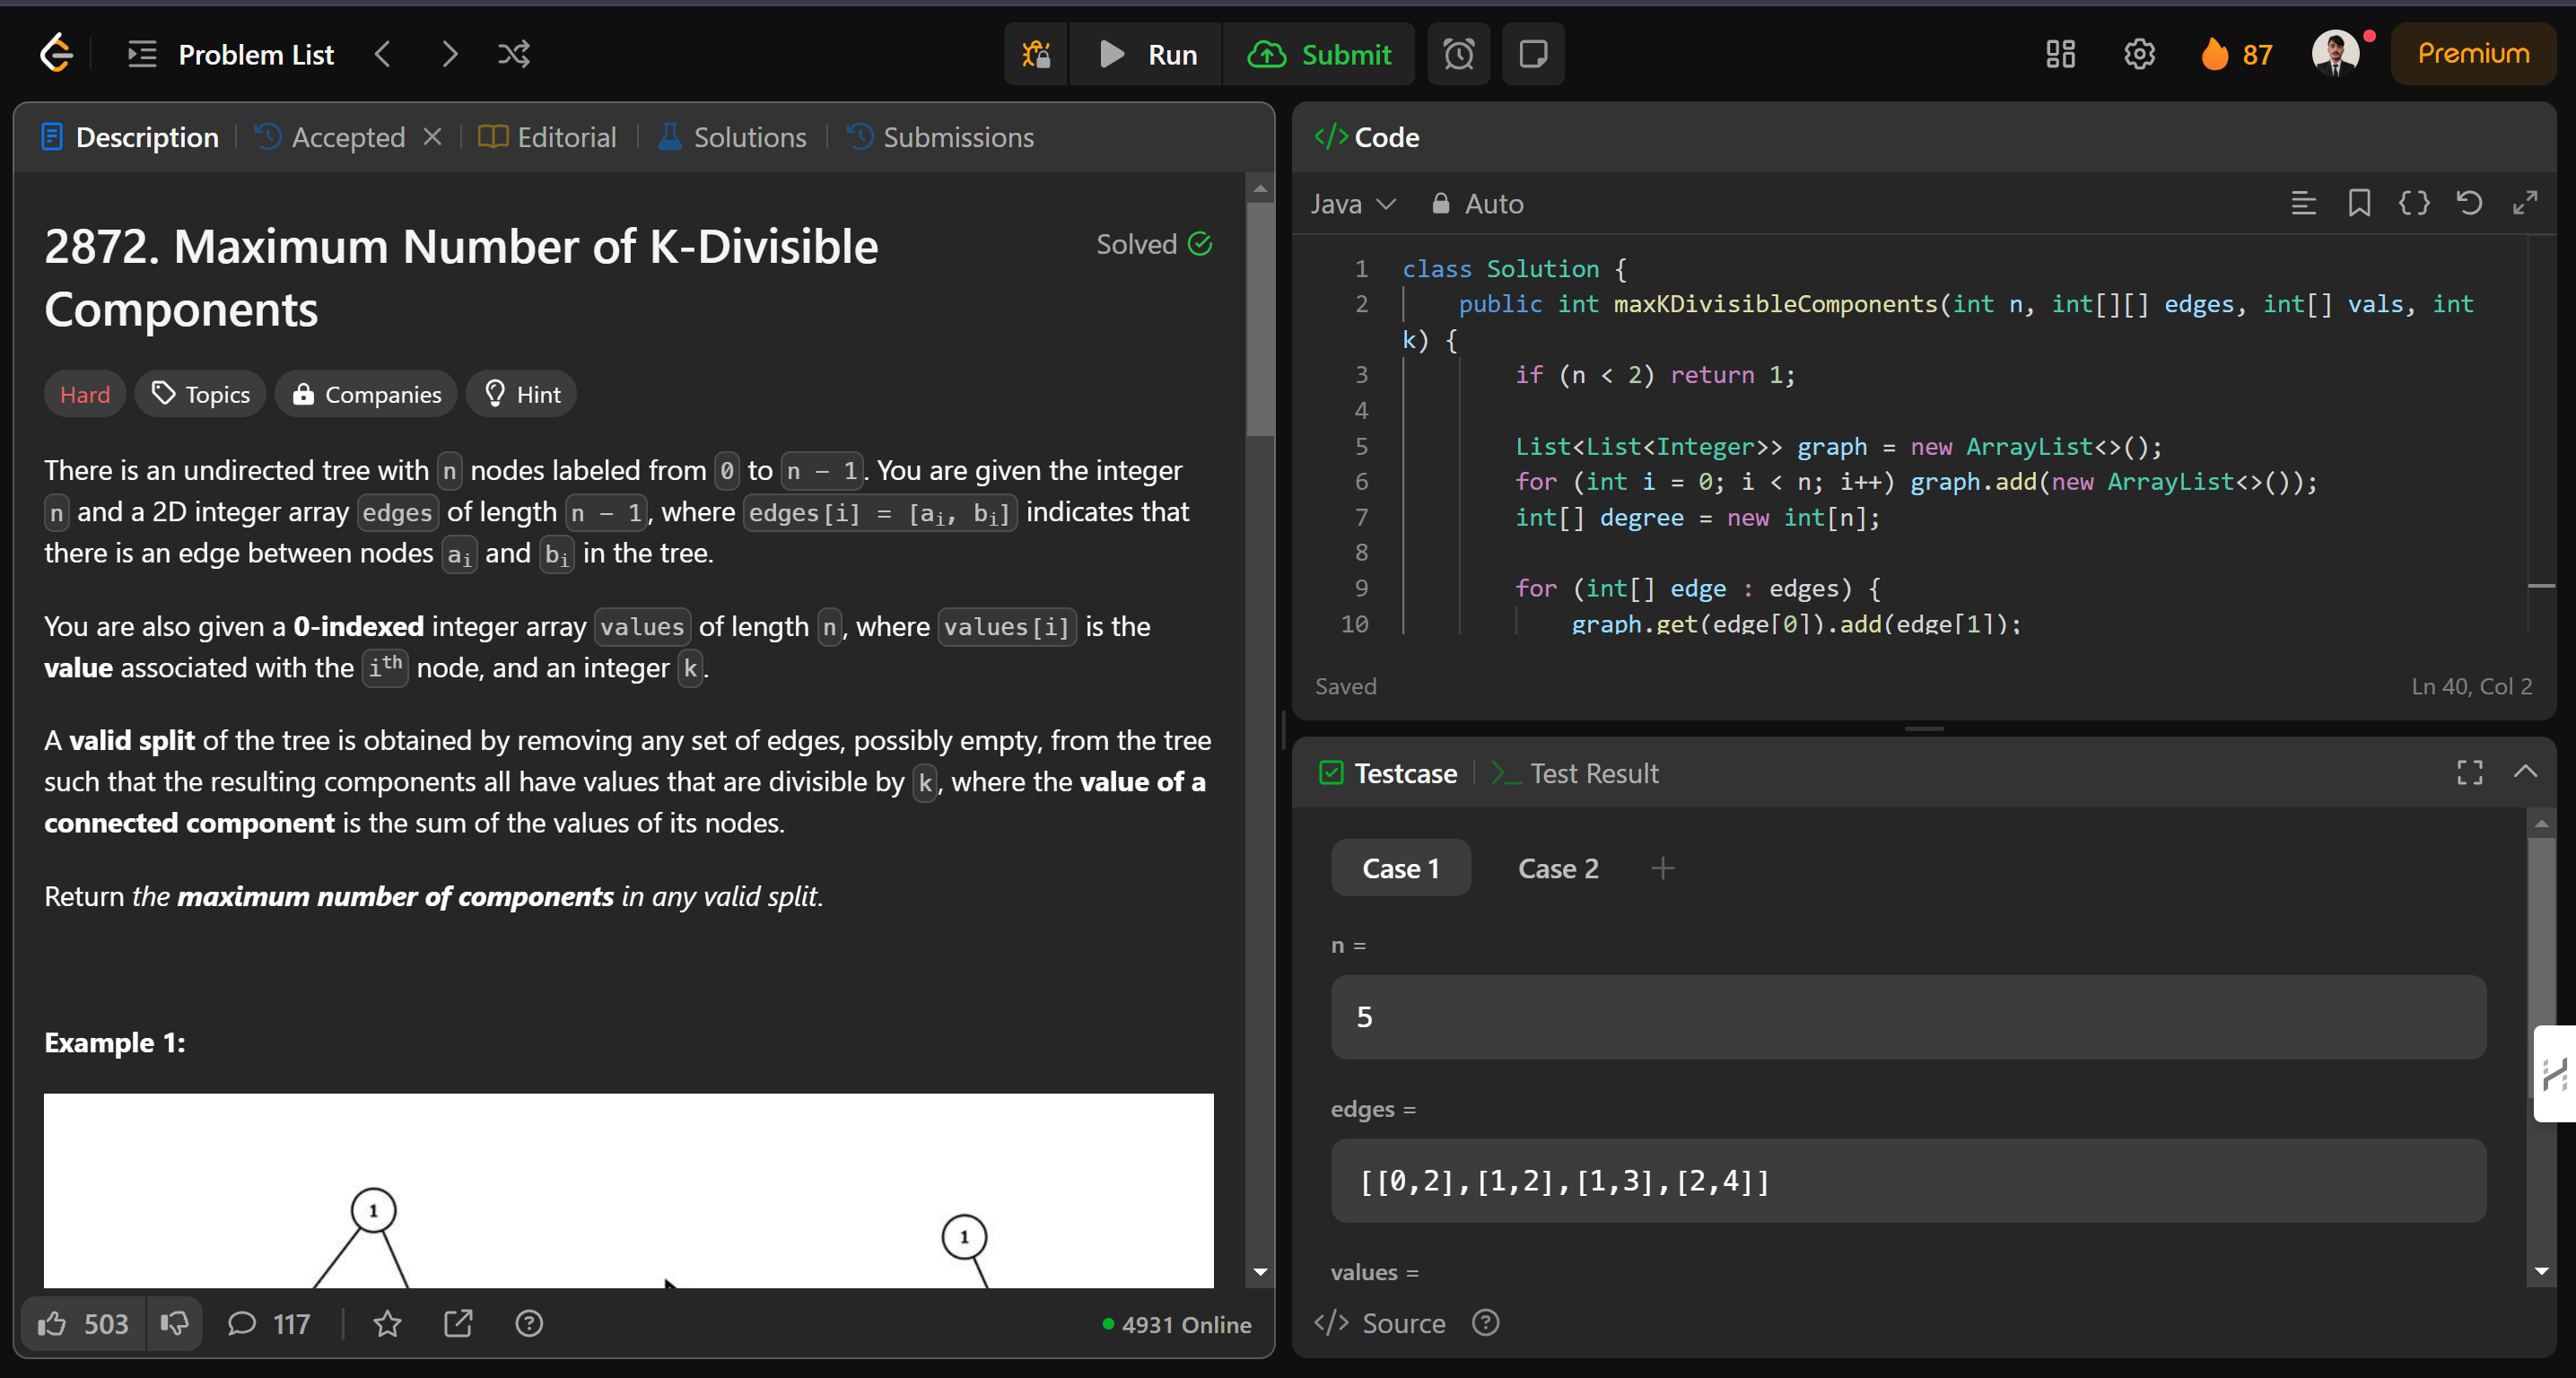 Problem List
Run
Submit
87
Premium
Description
Accepted
Editorial
Solutions
Submissions
2872. Maximum Number of K-Divisible
Components
Solved
Hard
Topics
Companies
Hint
There is an undirected tree with n nodes labeled from 0 to n - 1. You are given the integer
n and a 2D integer array edges of length n - 1, where edges[i] = [ai, bi] indicates that
there is an edge between nodes ai and bi in the tree.
You are also given a 0-indexed integer array values of length n, where values[i] is the
value associated with the ith node, and an integer k.
A valid split of the tree is obtained by removing any set of edges, possibly empty, from the tree
such that the resulting components all have values that are divisible by k, where the value of a
connected component is the sum of the values of its nodes.
Return the maximum number of components in any valid split.
Example 1:
1
1
503
117
4931 Online
</> Code
Java
Auto
1 class Solution {
2 public int maxKDivisibleComponents(int n, int[][] edges, int[] vals, int
k) {
3 if (n < 2) return 1;
4
5 List<List<Integer>> graph = new ArrayList<>();
6 for (int i = 0; i < n; i++) graph.add(new ArrayList<>());
7 int[] degree = new int[n];
8
9 for (int[] edge : edges) {
10 graph.get(edge[0]).add(edge[1]);
Saved
Ln 40, Col 2
Testcase
Test Result
Case 1
Case 2
n =
5
edges =
[[0,2],[1,2],[1,3],[2,4]]
values =
</> Source